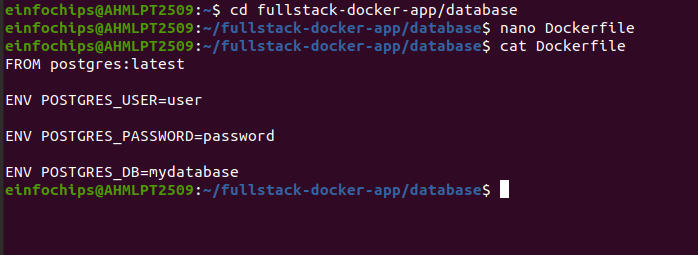 einfochips@AHMLPT2509:~$ cd fullstack-docker-app/database
einfochips@AHMLPT2509:~/fullstack-docker-app/database$ nano Dockerfile
einfochips@AHMLPT2509:~/fullstack-docker-app/database$ cat Dockerfile
FROM postgres:latest
ENV POSTGRES_USER=user
ENV POSTGRES_PASSWORD=password
ENV POSTGRES_DB=mydatabase
einfochips@AHMLPT2509:~/fullstack-docker-app/database$